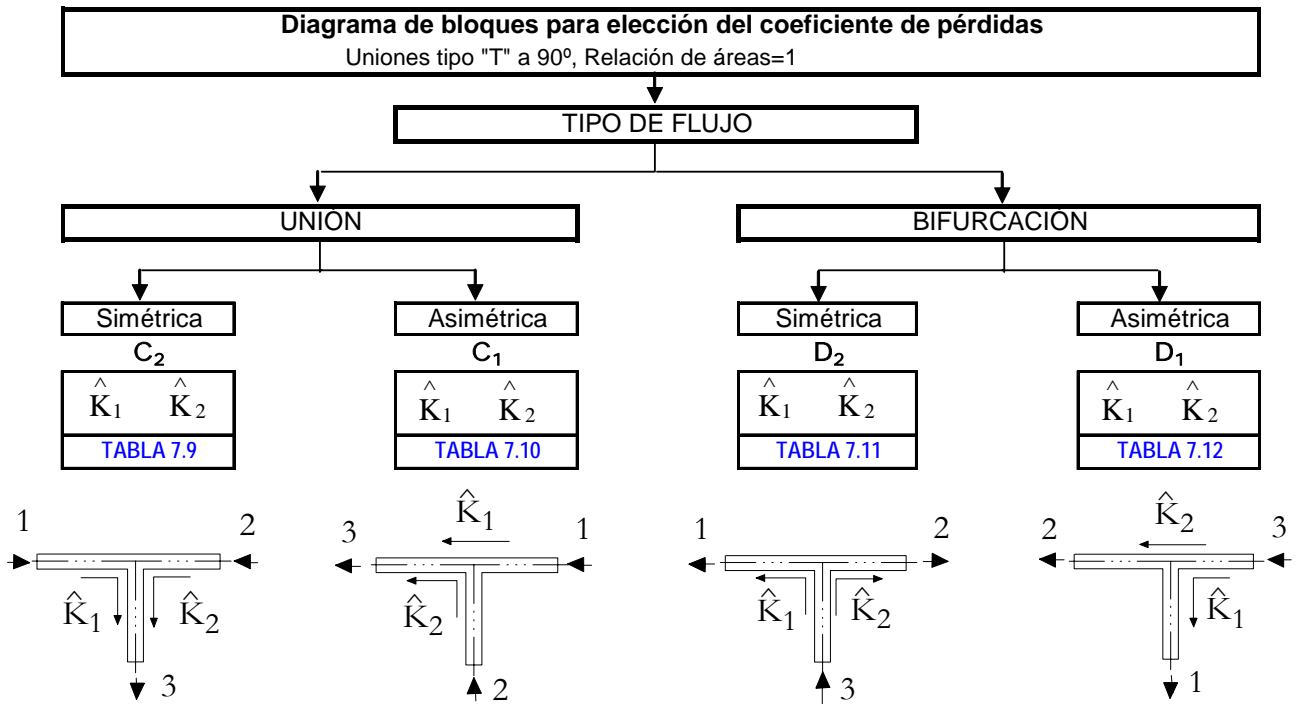 Diagrama de bloques para elección del coeficiente de pérdidas
Uniones tipo "T" a 90º, Relación de áreas=1
TIPO DE FLUJO
UNIÓN
BIFURCACIÓN
Simétrica
Asimétrica
Simétrica
Asimétrica
C₂
C₁
D₂
D₁
K̂₁ K̂₂
K̂₁ K̂₂
K̂₁ K̂₂
K̂₁ K̂₂
TABLA 7.9
TABLA 7.10
TABLA 7.11
TABLA 7.12
1
2
K̂₁
K̂₂
3
3
K̂₁
1
K̂₂
2
1
2
K̂₁
K̂₂
3
2
K̂₂
3
K̂₁
1